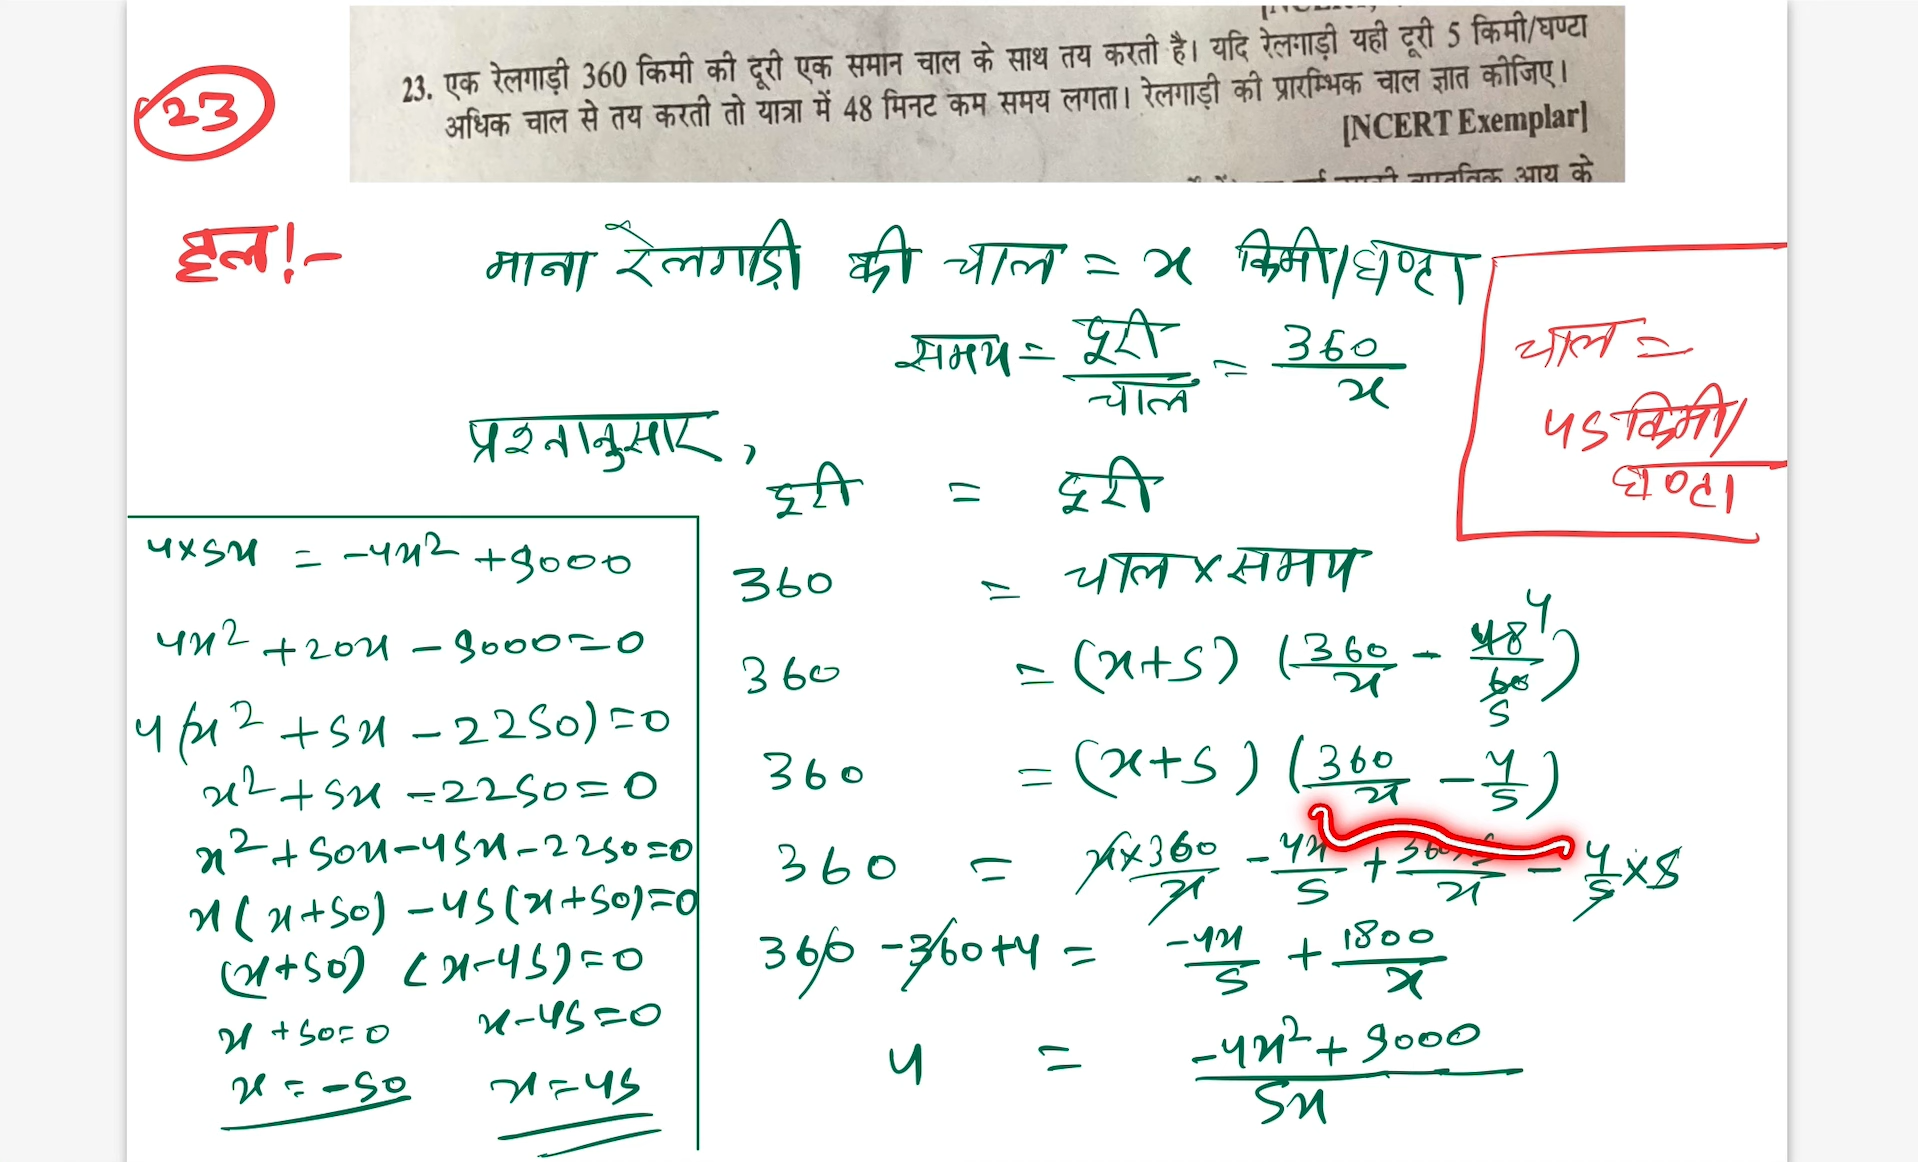 23
23. एक रेलगाड़ी 360 किमी की दूरी एक समान चाल के साथ तय करती है। यदि रेलगाड़ी यही दूरी 5 किमी/घण्टा
अधिक चाल से तय करती तो यात्रा में 48 मिनट कम समय लगता। रेलगाड़ी की प्रारम्भिक चाल ज्ञात कीजिए।
[NCERT Exemplar]
आय के
हल!-
माना रेलगाड़ी की चाल = x किमी/घण्टा
समय = दूरी/चाल = 360/x
प्रश्नानुसार,
दूरी = दूरी
360 = चाल x समय
360 = (x+5) (360/x - 48/60) 4 5
360 = (x+5) (360/x - 4/5)
360 = x×360/x - 4x/5 + 360×5/x - 4/5×5
360-360+4 = -4x/5 + 1800/x
4 = -4x²+9000/5x
4×5x = -4x²+9000
4x²+20x-9000=0
4(x²+5x-2250)=0
x²+5x-2250=0
x²+50x-45x-2250=0
x(x+50)-45(x+50)=0
(x+50) (x-45)=0
x+50=0 x-45=0
x=-50 x=45
चाल =
45 किमी/
घण्टा